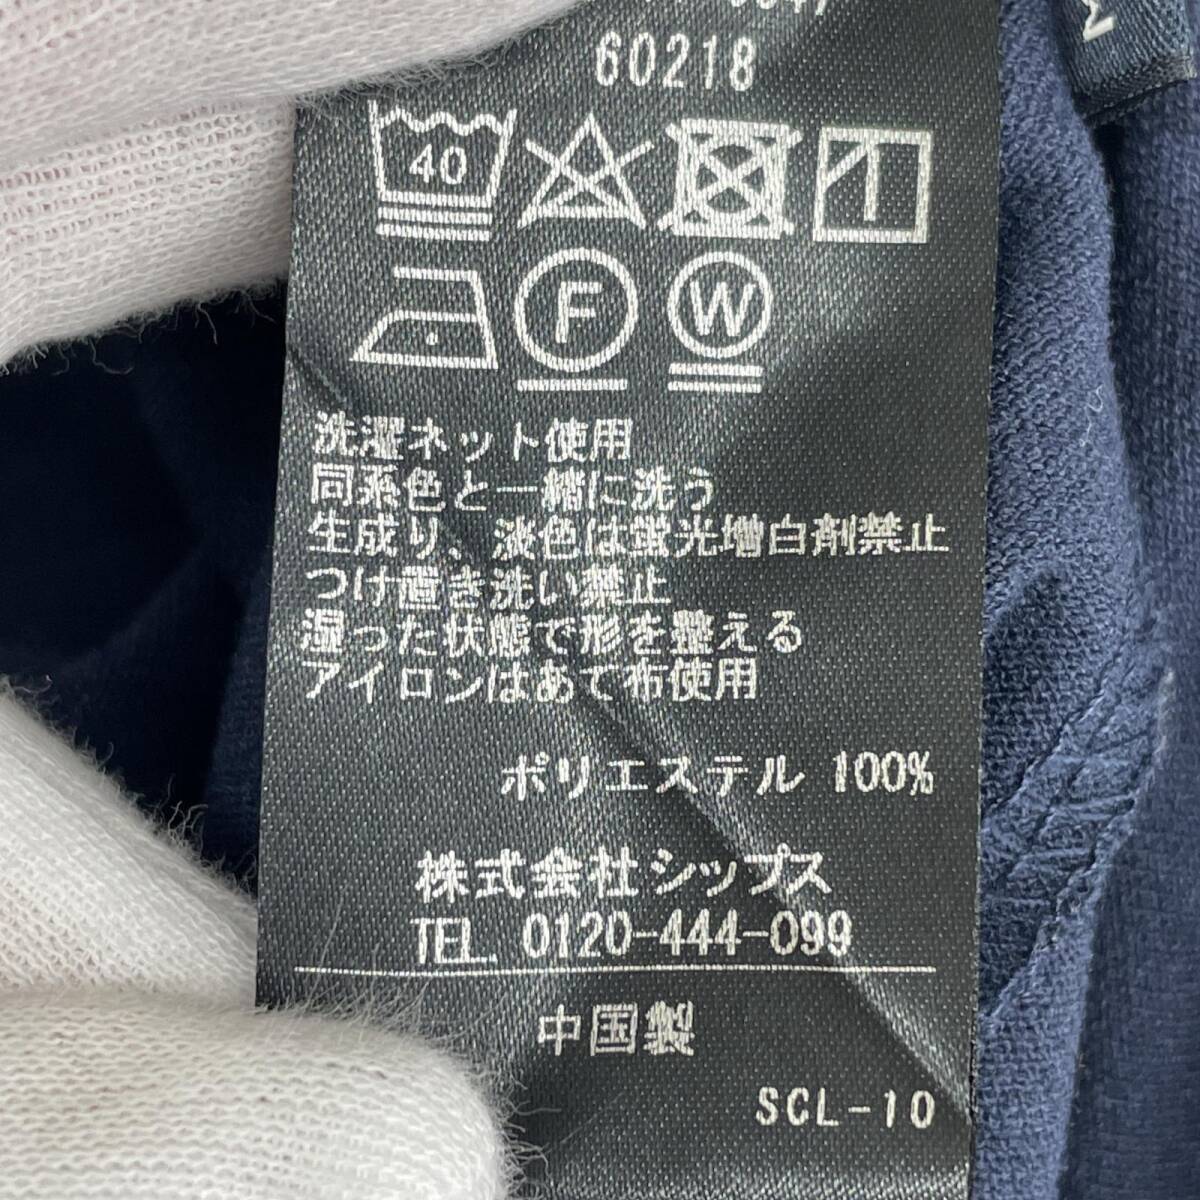 60218
40
F W
洗濯ネット使用
同系色と一緒に洗う
生成り、淡色は蛍光増白剤禁止
つけ置き洗い禁止
湿った状態で形を整える
アイロンはあて布使用
ポリエステル 100%
株式会社シップス
TEL 0120-444-099
中国製
SCL-10
M